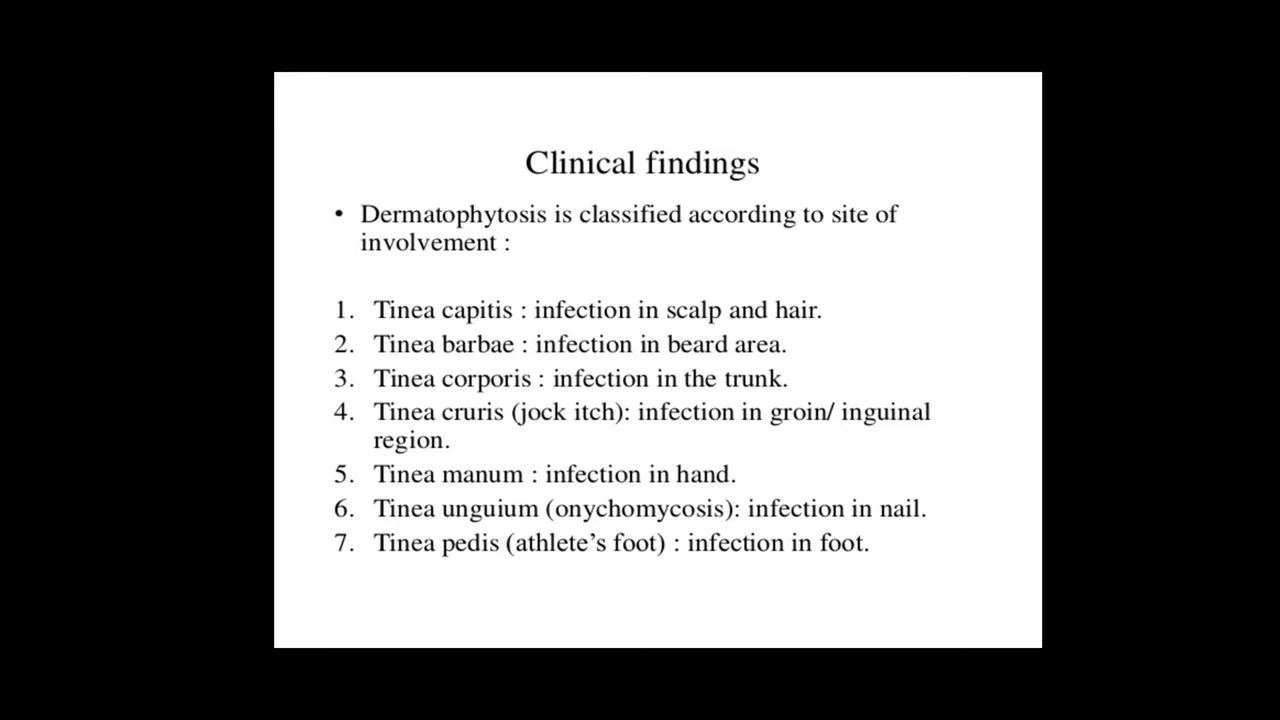 Clinical findings
• Dermatophytosis is classified according to site of
involvement :
1. Tinea capitis : infection in scalp and hair.
2. Tinea barbae : infection in beard area.
3. Tinea corporis : infection in the trunk.
4. Tinea cruris (jock itch): infection in groin/ inguinal
region.
5. Tinea manum : infection in hand.
6. Tinea unguium (onychomycosis): infection in nail.
7. Tinea pedis (athlete’s foot) : infection in foot.